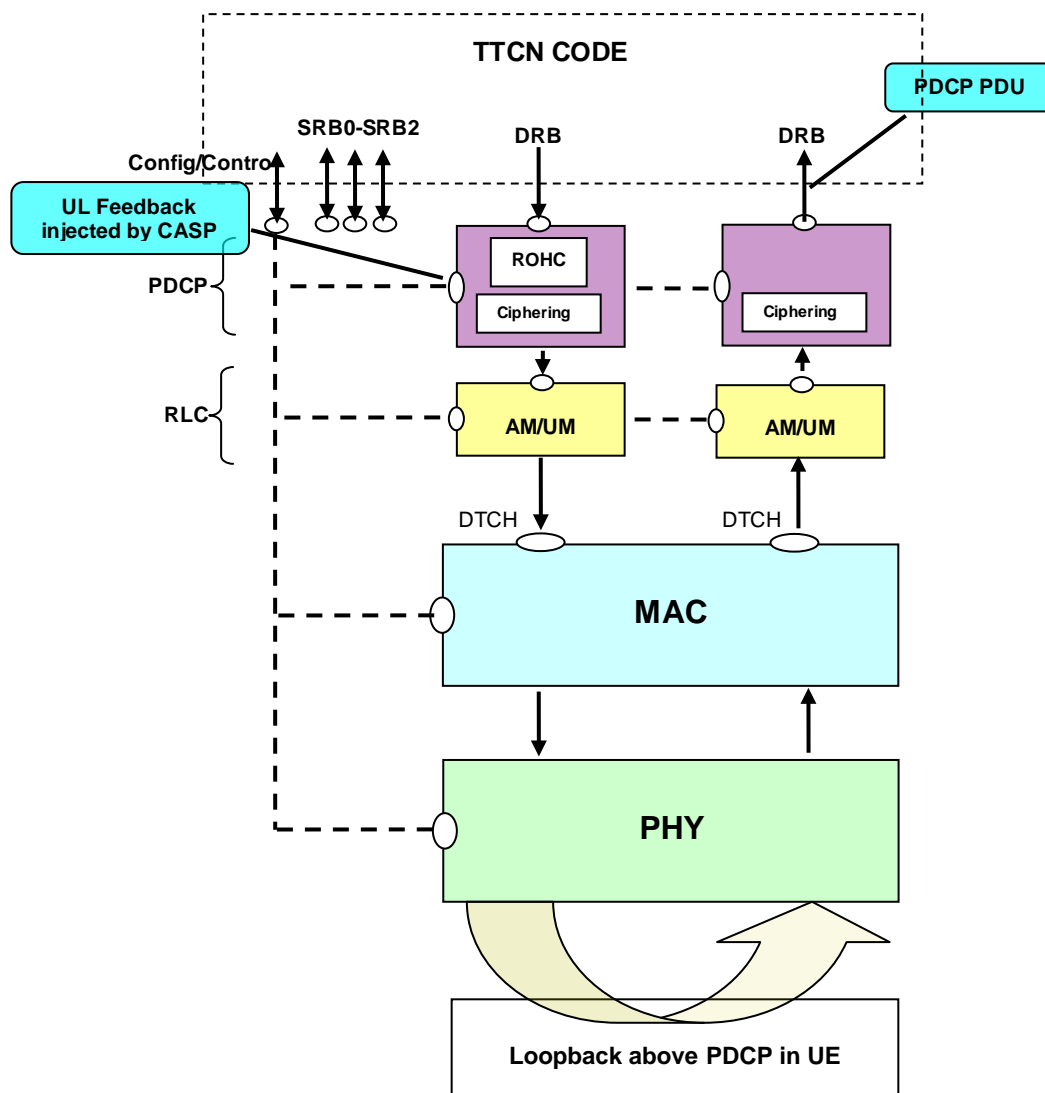 TTCN CODE
PDCP PDU
SRB0-SRB2
DRB
DRB
Config/Contro
UL Feedback
injected by CASP
ROHC
PDCP
Ciphering
Ciphering
RLC
AM/UM
AM/UM
DTCH
DTCH
MAC
PHY
Loopback above PDCP in UE